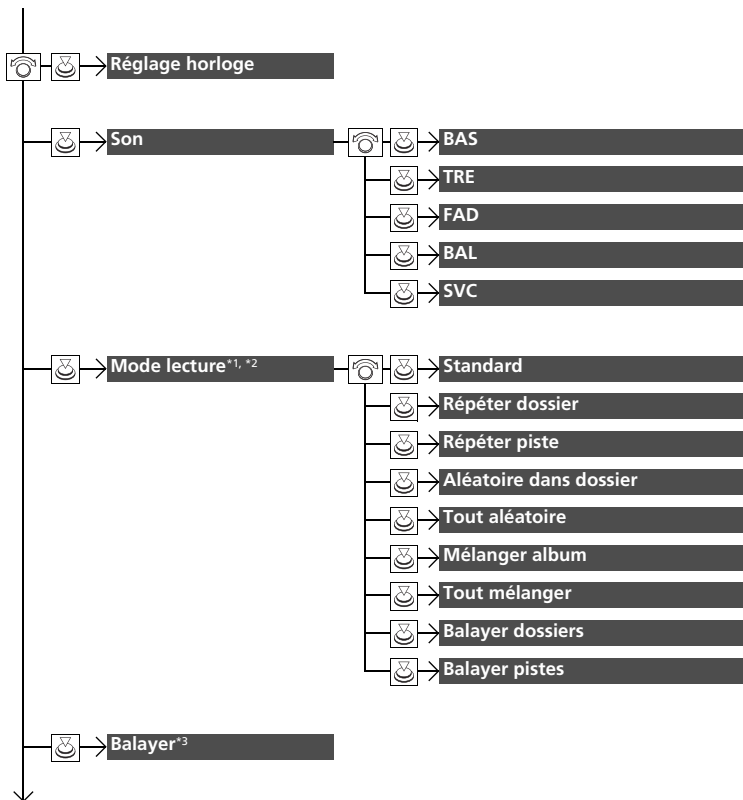 Réglage horloge
Son
BAS
TRE
FAD
BAL
SVC
Mode lecture*1, *2
Standard
Répéter dossier
Répéter piste
Aléatoire dans dossier
Tout aléatoire
Mélanger album
Tout mélanger
Balayer dossiers
Balayer pistes
Balayer*3